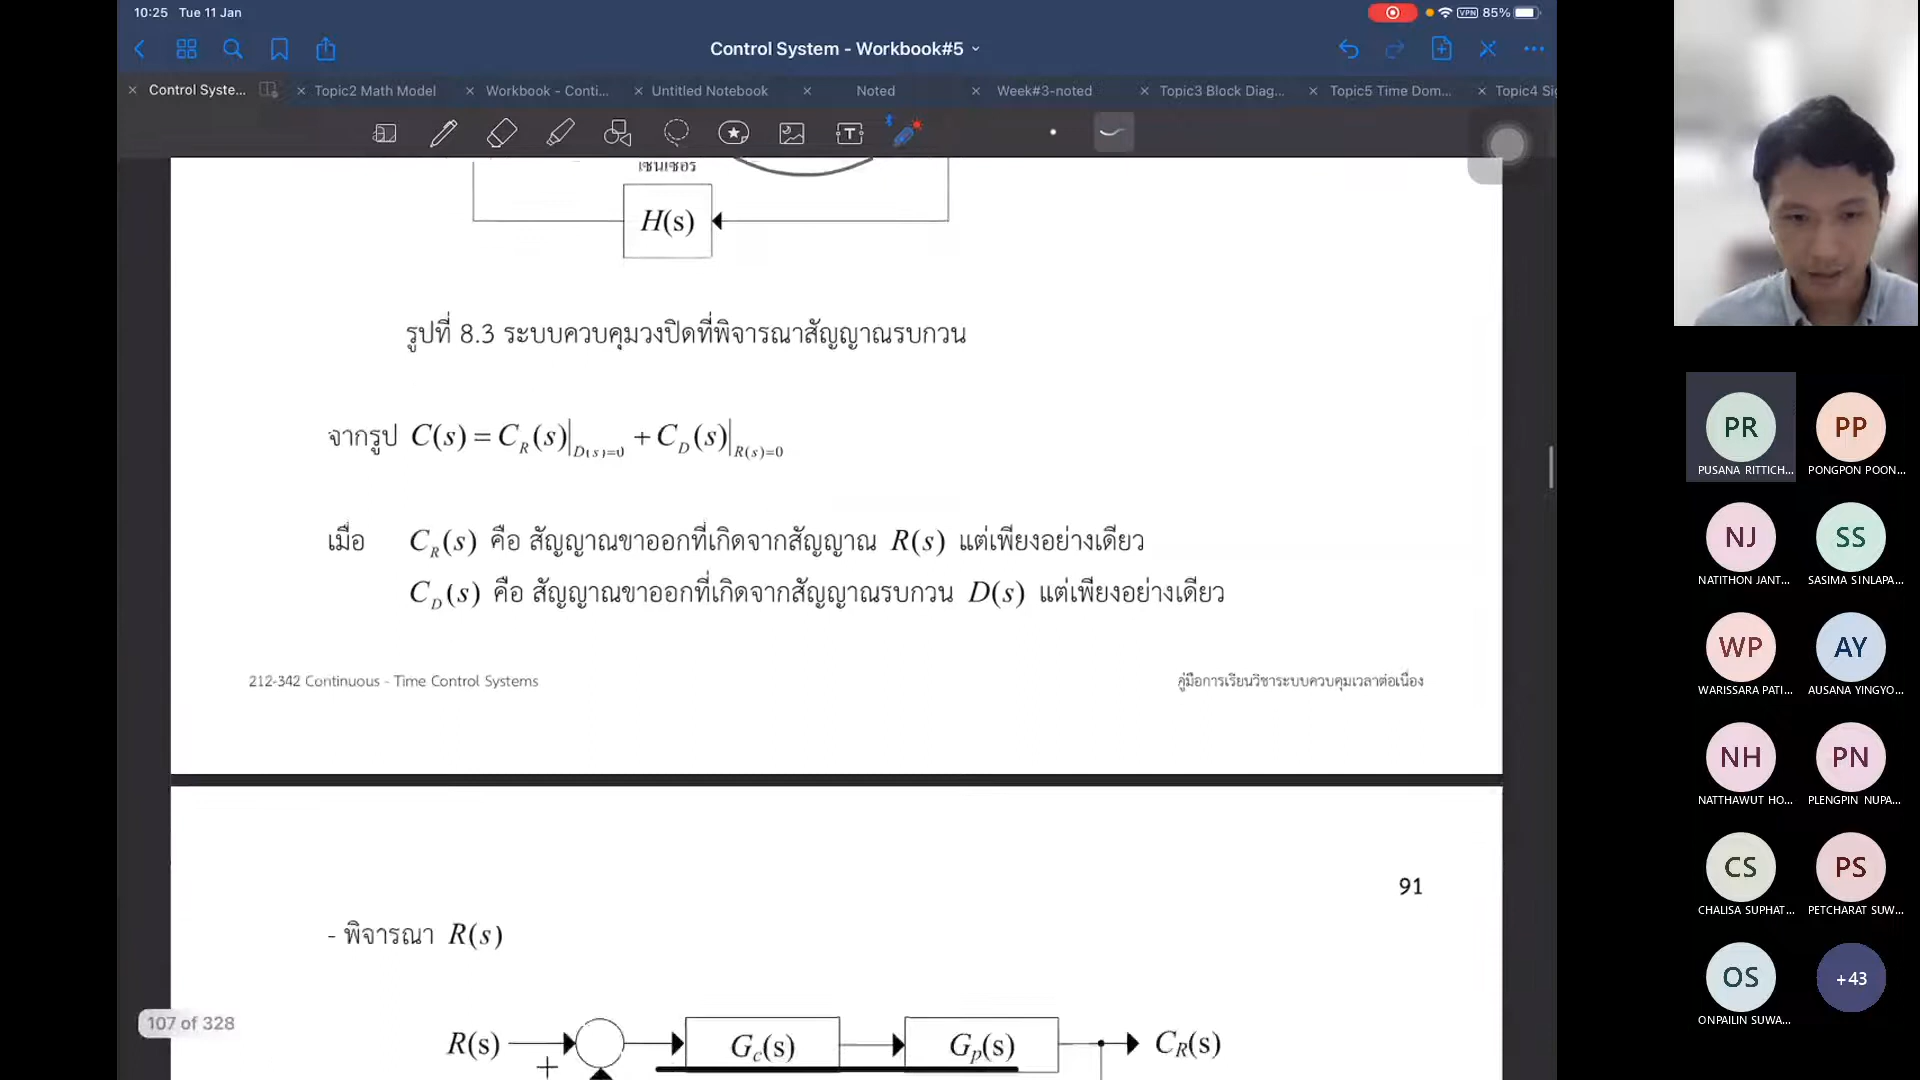 10:25 Tue 11 Jan
VPN 85%
Control System - Workbook#5
Control Syste...
Topic2 Math Model
Workbook - Conti...
Untitled Notebook
Noted
Week#3-noted
Topic3 Block Diag...
Topic5 Time Dom...
Topic4 Sig
เซนเซอร์
H(s)
รูปที่ 8.3 ระบบควบคุมวงปิดที่พิจารณาสัญญาณรบกวน
จากรูป C(s) = C_R(s)|_{D(s)=0} + C_D(s)|_{R(s)=0}
เมื่อ C_R(s) คือ สัญญาณขาออกที่เกิดจากสัญญาณ R(s) แต่เพียงอย่างเดียว
C_D(s) คือ สัญญาณขาออกที่เกิดจากสัญญาณรบกวน D(s) แต่เพียงอย่างเดียว
212-342 Continuous - Time Control Systems
คู่มือการเรียนวิชาระบบควบคุมเวลาต่อเนื่อง
91
- พิจารณา R(s)
R(s) + G_c(s) G_p(s) C_R(s)
107 of 328
PR PP
PUSANA RITTICH... PONGPON POON...
NJ SS
NATITHON JANT... SASIMA SINLAPA...
WP AY
WARISSARA PATI... AUSANA YINGYO...
NH PN
NATTHAWUT HO... PLENGPIN NUPA...
CS PS
CHALISA SUPHAT... PETCHARAT SUW...
OS +43
ONPAILIN SUWA...